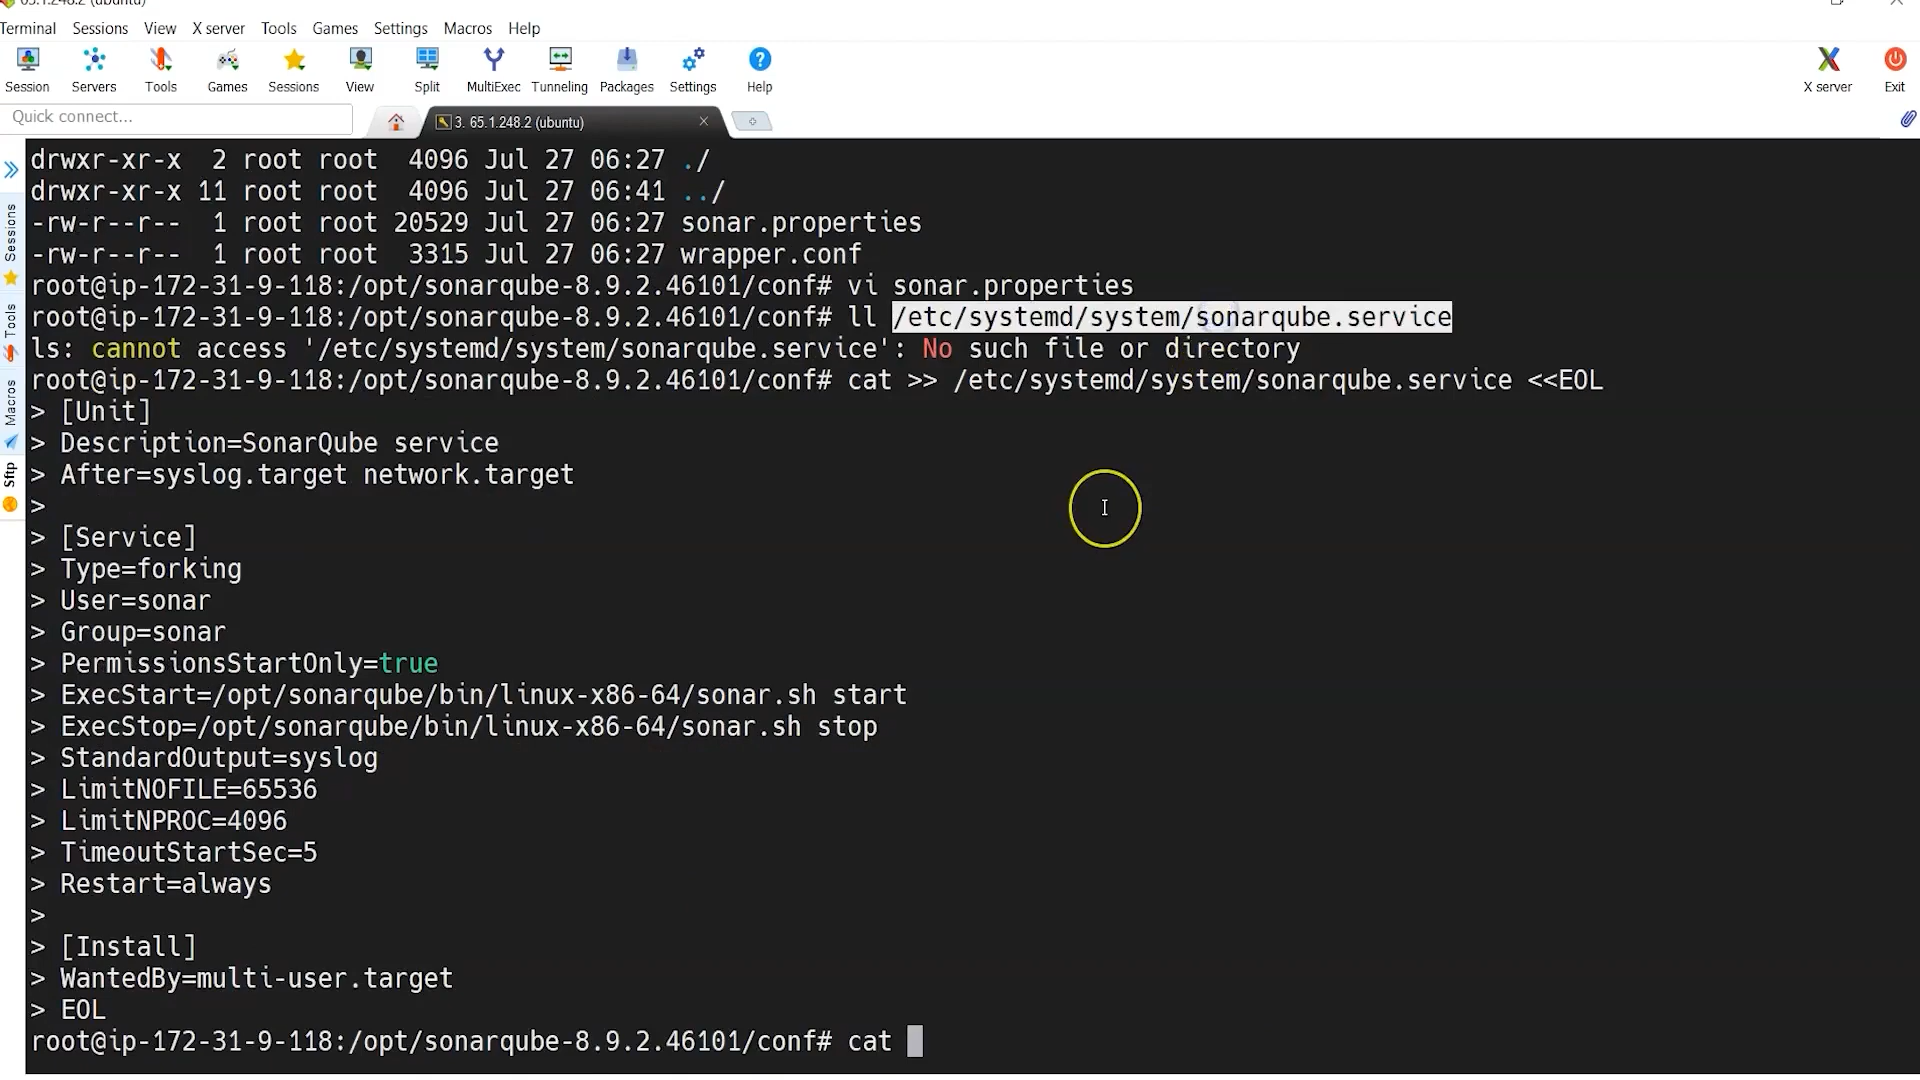 65.1.248.2 (ubuntu)
Terminal Sessions View X server Tools Games Settings Macros Help
Session Servers Tools Games Sessions View Split MultiExec Tunneling Packages Settings Help X server Exit
Quick connect...
3. 65.1.248.2 (ubuntu)
Sessions
Tools
Macros
Sftp
drwxr-xr-x  2 root root  4096 Jul 27 06:27 ./
drwxr-xr-x 11 root root  4096 Jul 27 06:41 ../
-rw-r--r--  1 root root 20529 Jul 27 06:27 sonar.properties
-rw-r--r--  1 root root  3315 Jul 27 06:27 wrapper.conf
root@ip-172-31-9-118:/opt/sonarqube-8.9.2.46101/conf# vi sonar.properties
root@ip-172-31-9-118:/opt/sonarqube-8.9.2.46101/conf# ll /etc/systemd/system/sonarqube.service
ls: cannot access '/etc/systemd/system/sonarqube.service': No such file or directory
root@ip-172-31-9-118:/opt/sonarqube-8.9.2.46101/conf# cat >> /etc/systemd/system/sonarqube.service <<EOL
> [Unit]
> Description=SonarQube service
> After=syslog.target network.target
>
> [Service]
> Type=forking
> User=sonar
> Group=sonar
> PermissionsStartOnly=true
> ExecStart=/opt/sonarqube/bin/linux-x86-64/sonar.sh start
> ExecStop=/opt/sonarqube/bin/linux-x86-64/sonar.sh stop
> StandardOutput=syslog
> LimitNOFILE=65536
> LimitNPROC=4096
> TimeoutStartSec=5
> Restart=always
>
> [Install]
> WantedBy=multi-user.target
> EOL
root@ip-172-31-9-118:/opt/sonarqube-8.9.2.46101/conf# cat